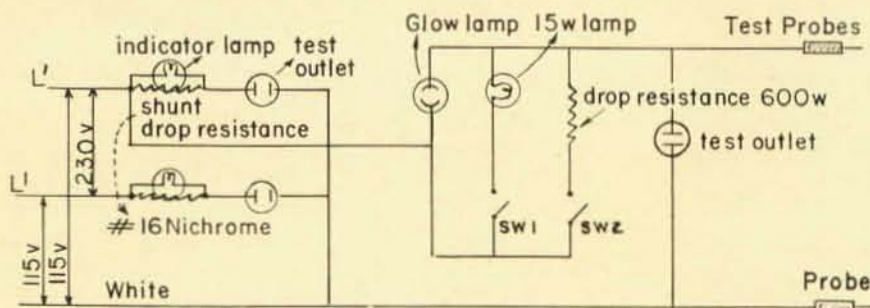 Glow lamp 15w lamp
Test Probes
indicator lamp
test
outlet
L'
shunt
drop resistance
drop resistance 600w
230v
test outlet
L'
#16 Nichrome
SW1
SW2
115v
115v
White
Probe